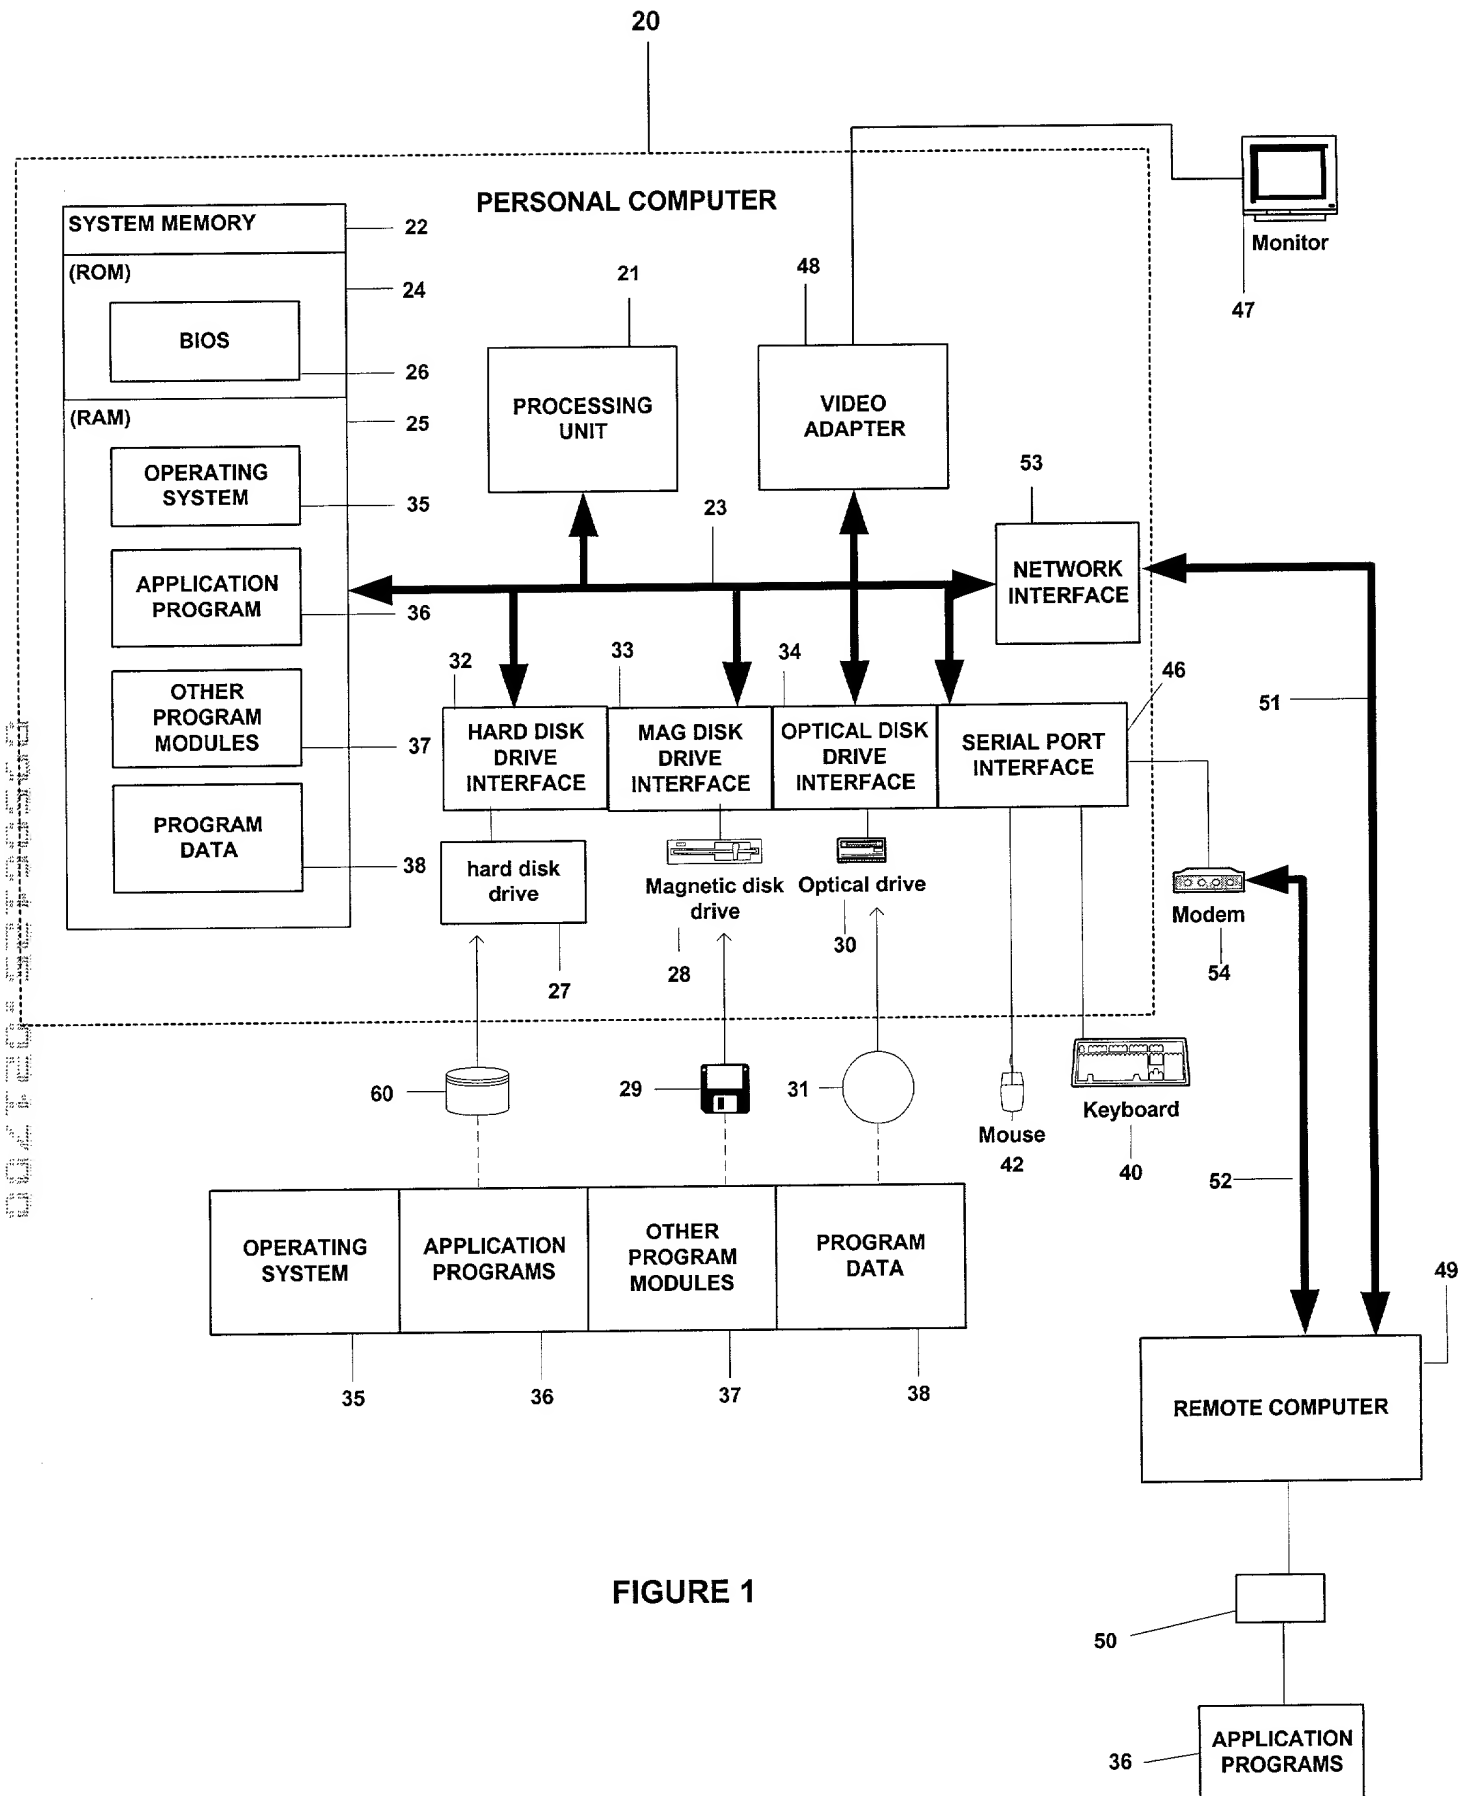 20
PERSONAL COMPUTER
SYSTEM MEMORY
22
(ROM)
24
BIOS
26
(RAM)
25
OPERATING
SYSTEM
35
APPLICATION
PROGRAM
36
OTHER
PROGRAM
MODULES
37
PROGRAM
DATA
38
21
PROCESSING
UNIT
48
VIDEO
ADAPTER
Monitor
47
23
53
NETWORK
INTERFACE
32
HARD DISK
DRIVE
INTERFACE
33
MAG DISK
DRIVE
INTERFACE
34
OPTICAL DISK
DRIVE
INTERFACE
46
SERIAL PORT
INTERFACE
51
hard disk
drive
27
Magnetic disk
drive
28
Optical drive
30
Modem
54
60
29
31
Mouse
42
Keyboard
40
52
OPERATING
SYSTEM
35
APPLICATION
PROGRAMS
36
OTHER
PROGRAM
MODULES
37
PROGRAM
DATA
38
49
REMOTE COMPUTER
50
36
APPLICATION
PROGRAMS
FIGURE 1